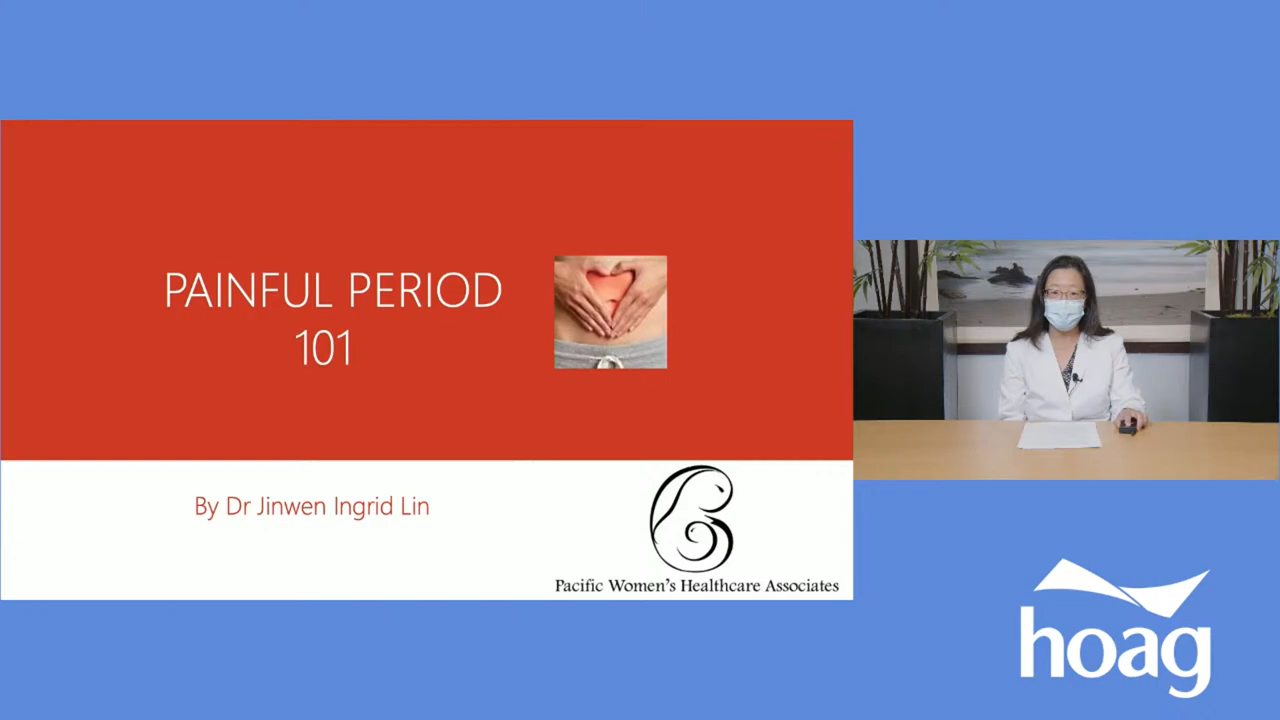 PAINFUL PERIOD
101
By Dr Jinwen Ingrid Lin
Pacific Women's Healthcare Associates
hoag